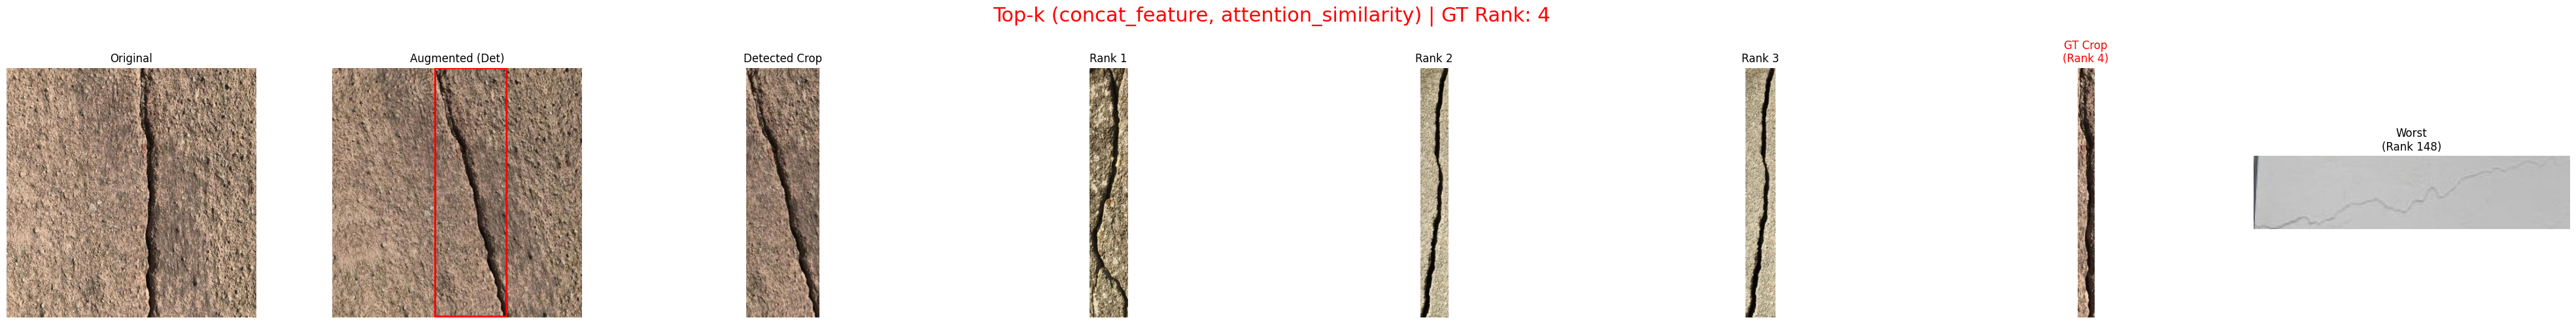 Top-k (concat_feature, attention_similarity) | GT Rank: 4
Original
Augmented (Det)
Detected Crop
Rank 1
Rank 2
Rank 3
GT Crop
(Rank 4)
Worst
(Rank 148)